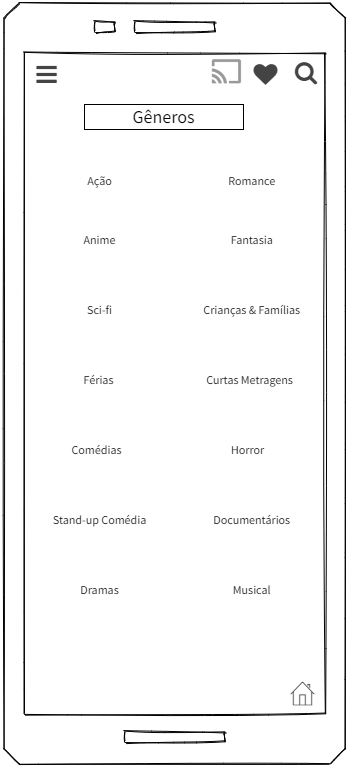 Gêneros
Ação
Romance
Anime
Fantasia
Sci-fi
Crianças & Famílias
Férias
Curtas Metragens
Comédias
Horror
Stand-up Comédia
Documentários
Dramas
Musical